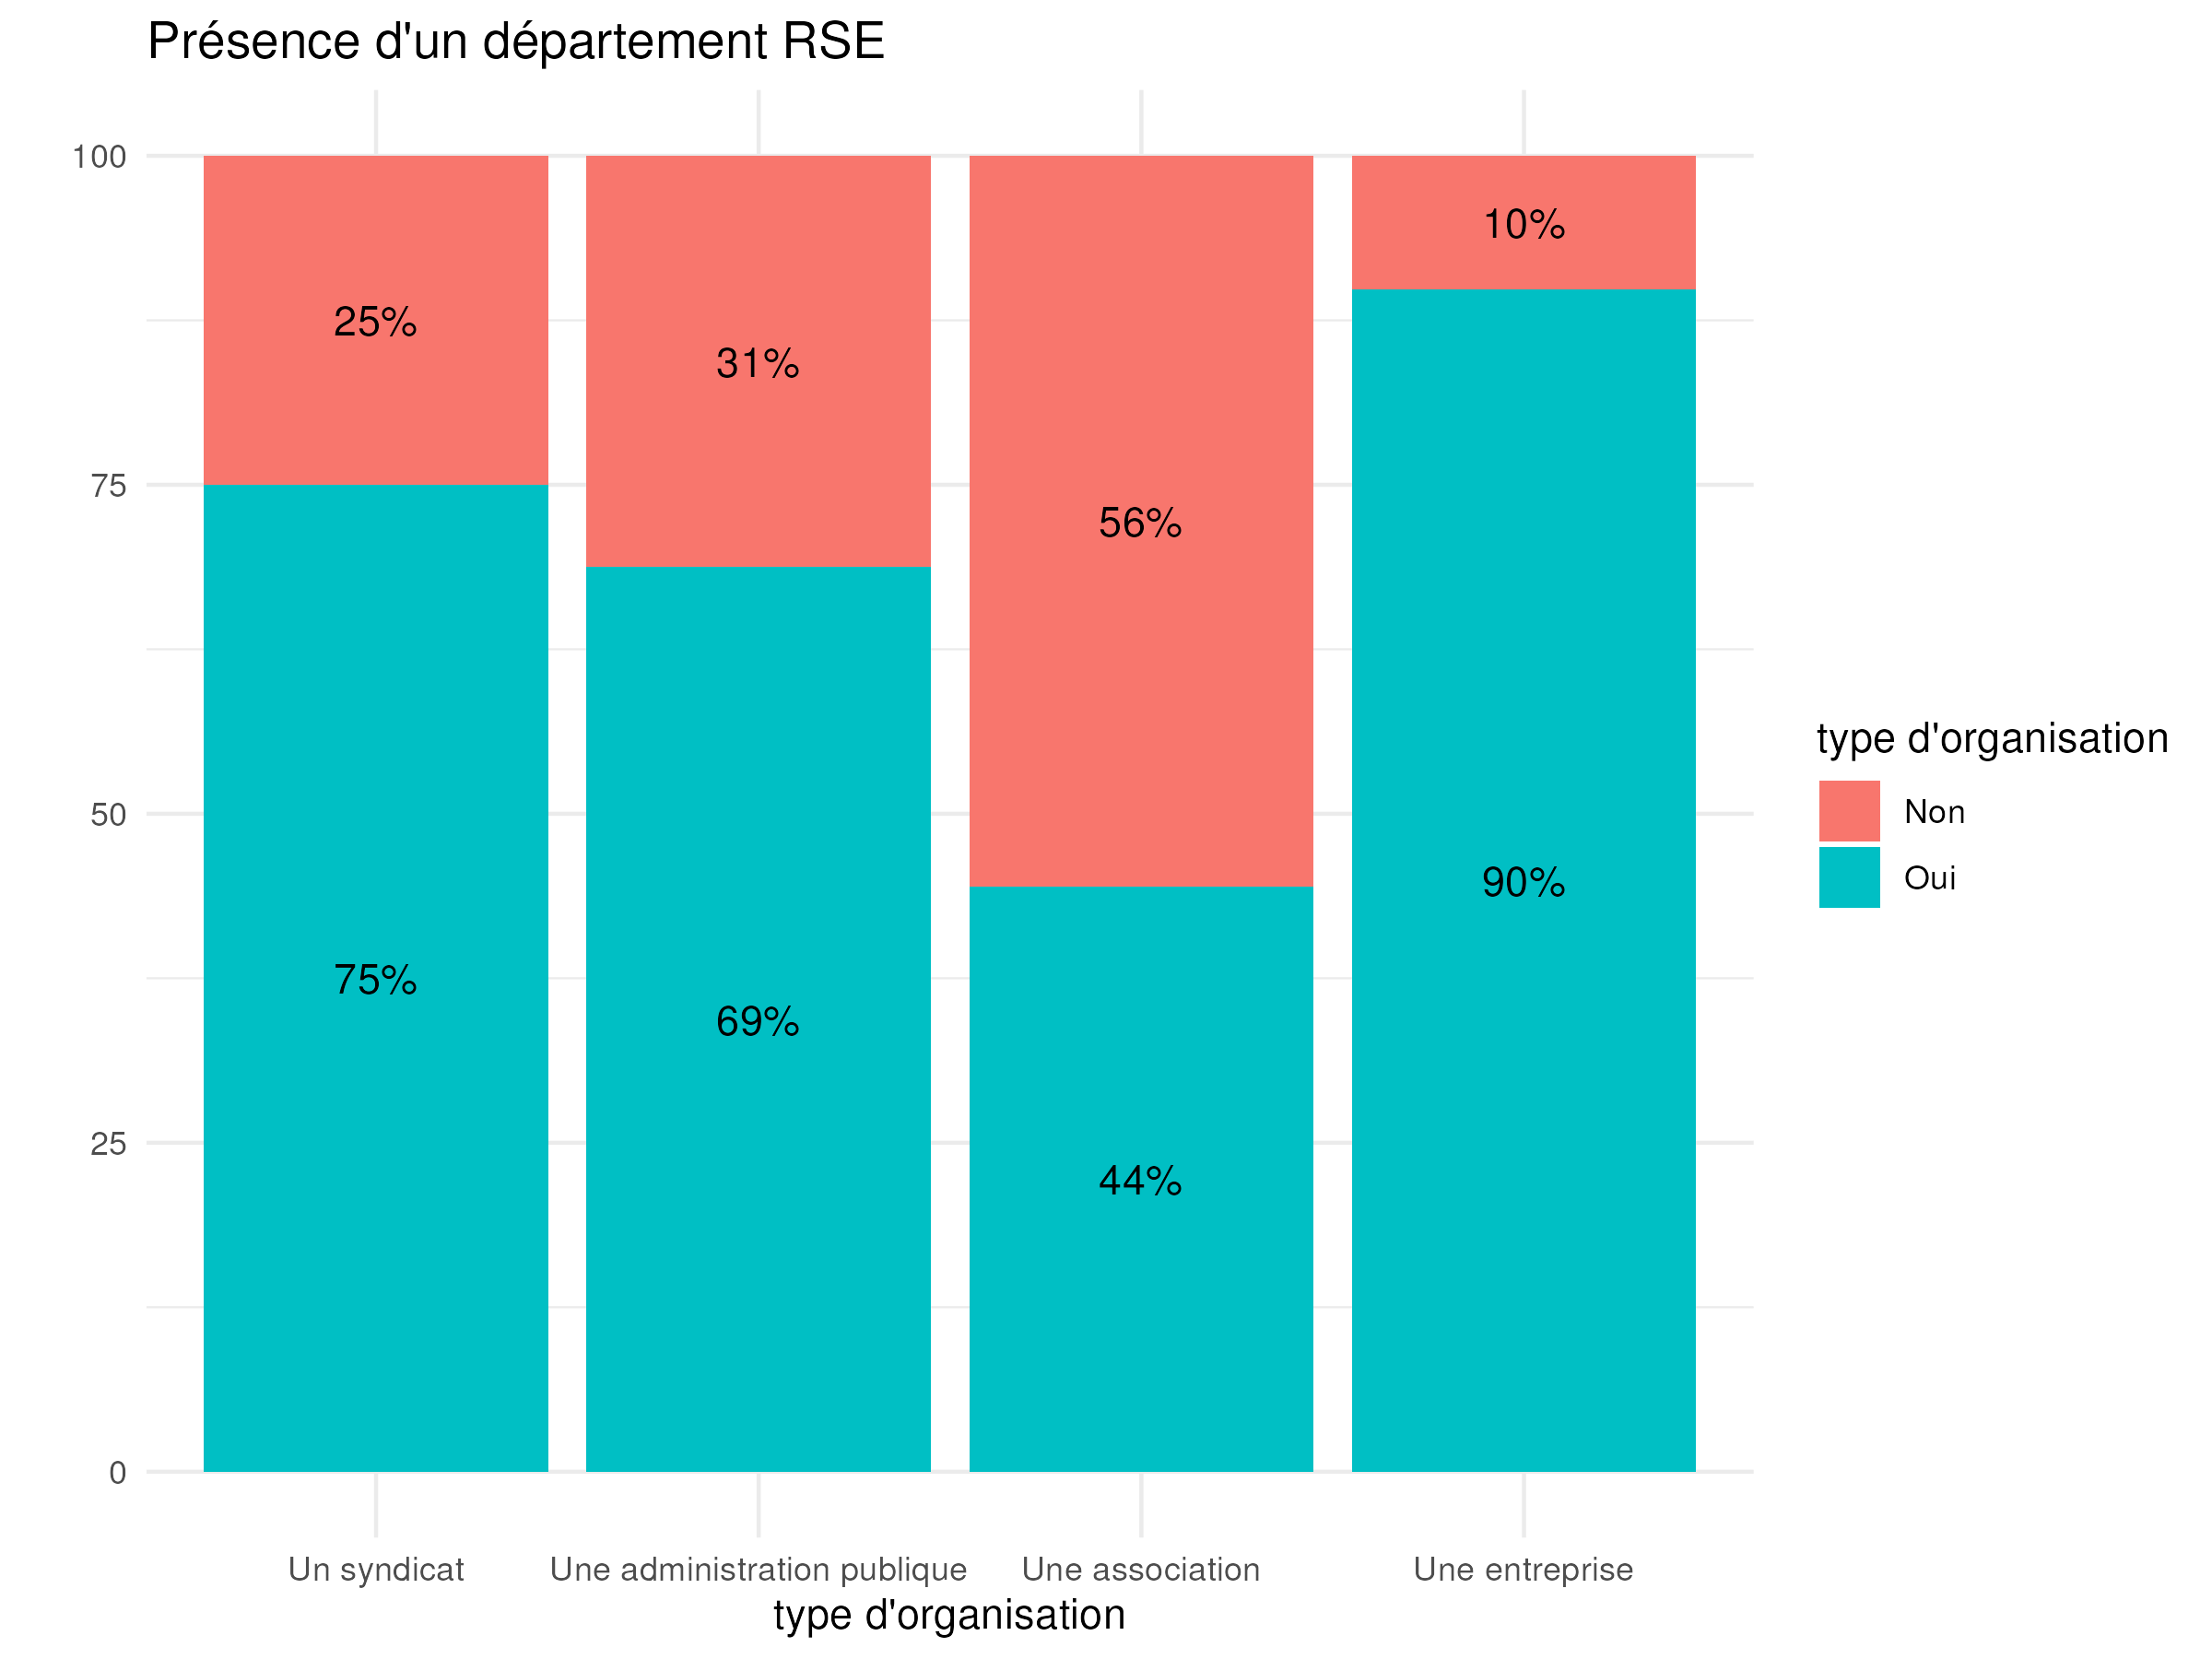 Présence d'un département RSE
100
75
50
25
0
25%
31%
56%
10%
75%
69%
44%
90%
Un syndicat
Une administration publique
Une association
Une entreprise
type d'organisation
type d'organisation
Non
Oui